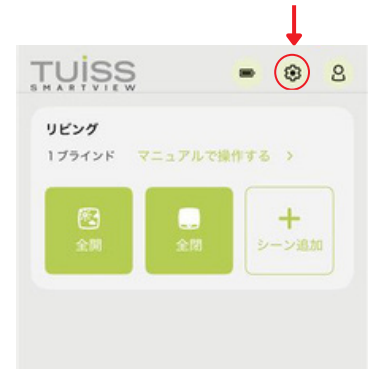 TUiSS
SMARTVIEW
リビング
1ブラインド マニュアルで操作する >
全開 全閉 シーン追加